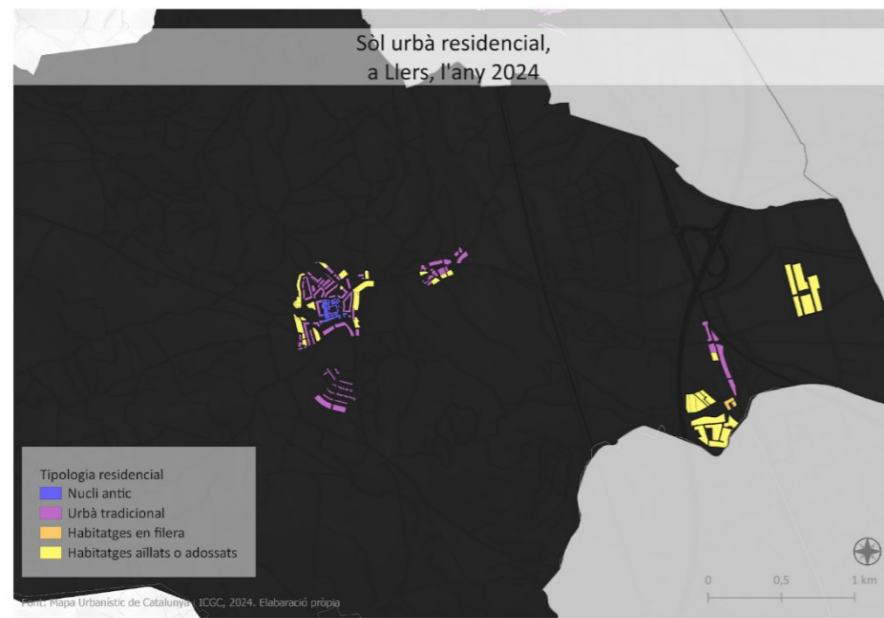 Sòl urbà residencial,
a Llers, l'any 2024
Tipologia residencial
Nucli antic
Urbà tradicional
Habitatges en filera
Habitatges aïllats o adossats
0 0,5 1 km
Font: Mapa Urbanístic de Catalunya i ICGC, 2024. Elabaració pròpia